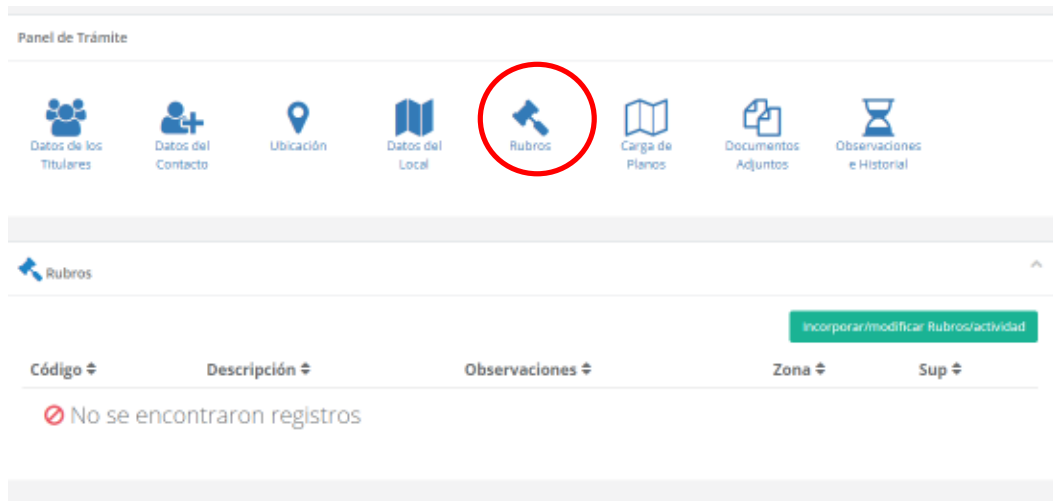 Panel de Trámite
Datos de los
Titulares
Datos del
Contacto
Ubicación
Datos del
Local
Rubros
Carga de
Planos
Documentos
Adjuntos
Observaciones
e Historial
Rubros
Incorporar/modificar Rubros/actividad
Código Descripción Observaciones Zona Sup
No se encontraron registros